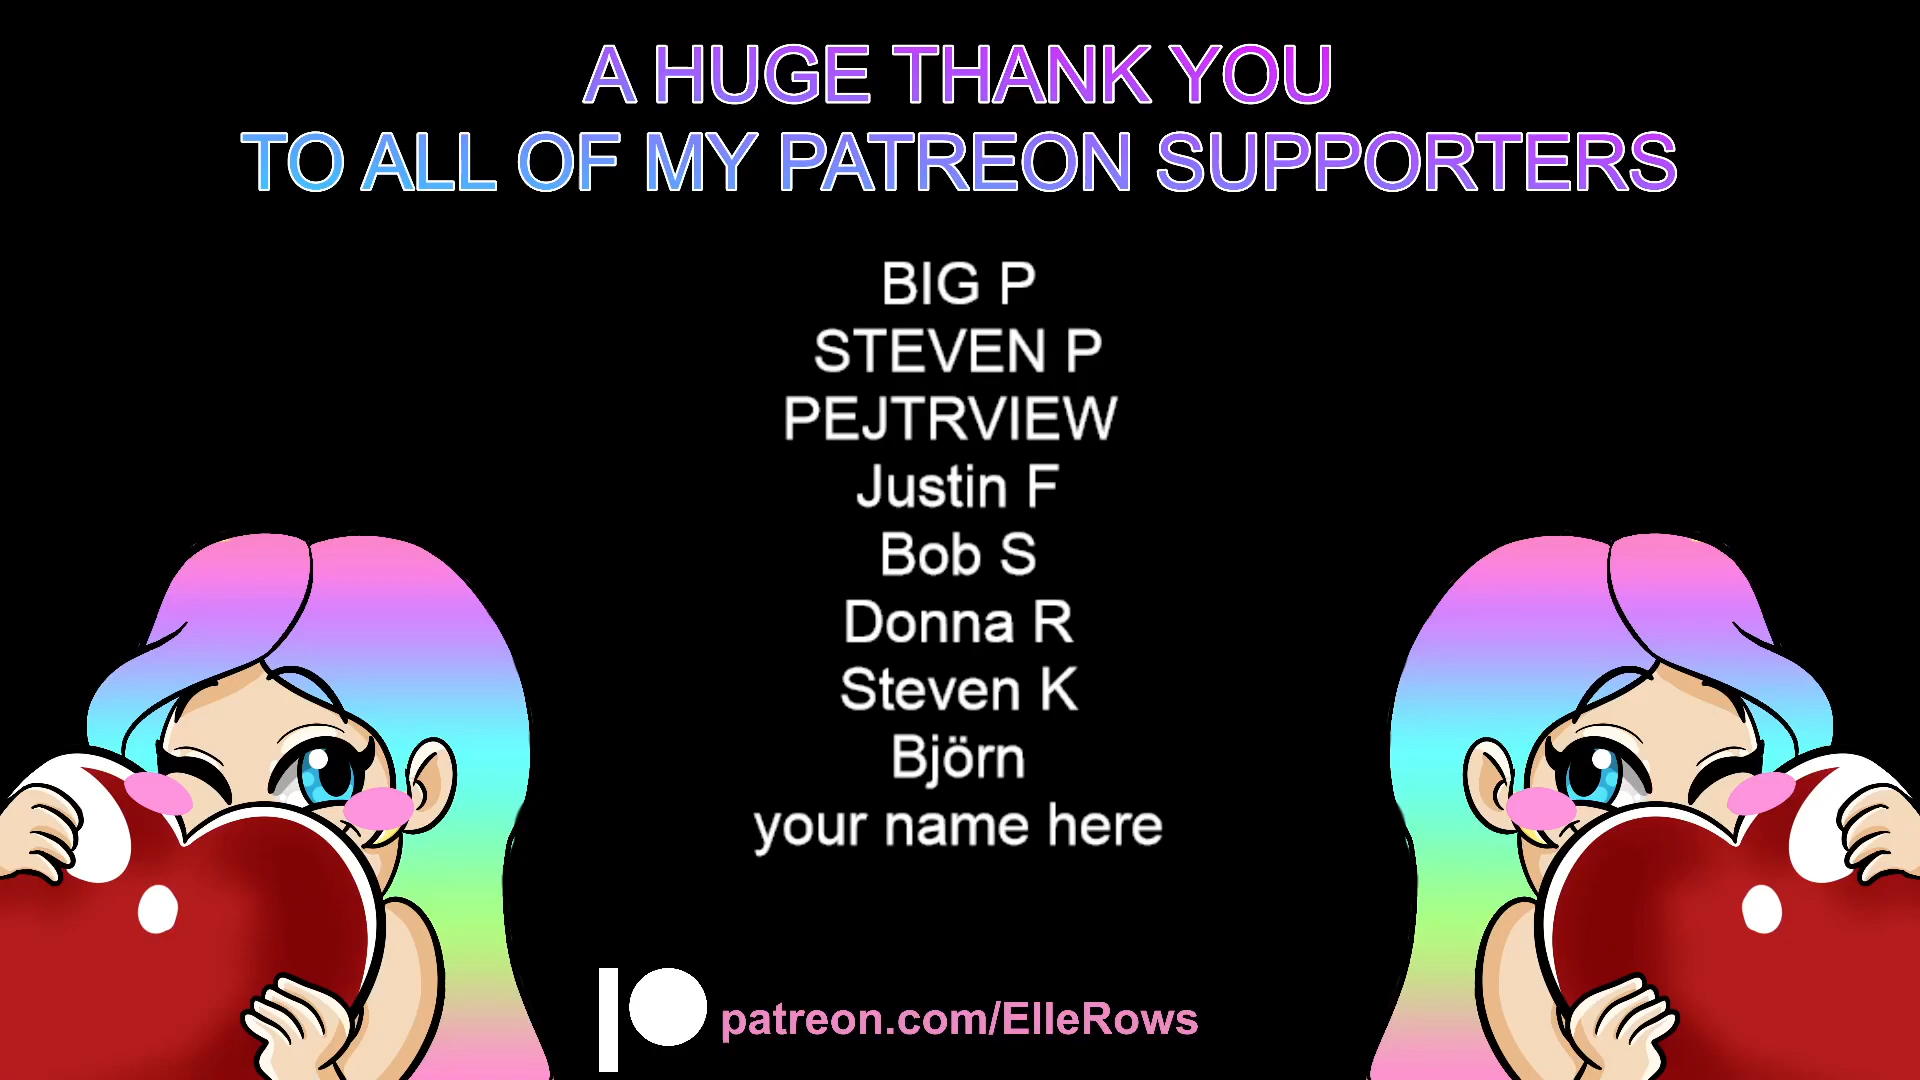 A HUGE THANK YOU
TO ALL OF MY PATREON SUPPORTERS
BIG P
STEVEN P
PEJTRVIEW
Justin F
Bob S
Donna R
Steven K
Björn
your name here
patreon.com/ElleRows